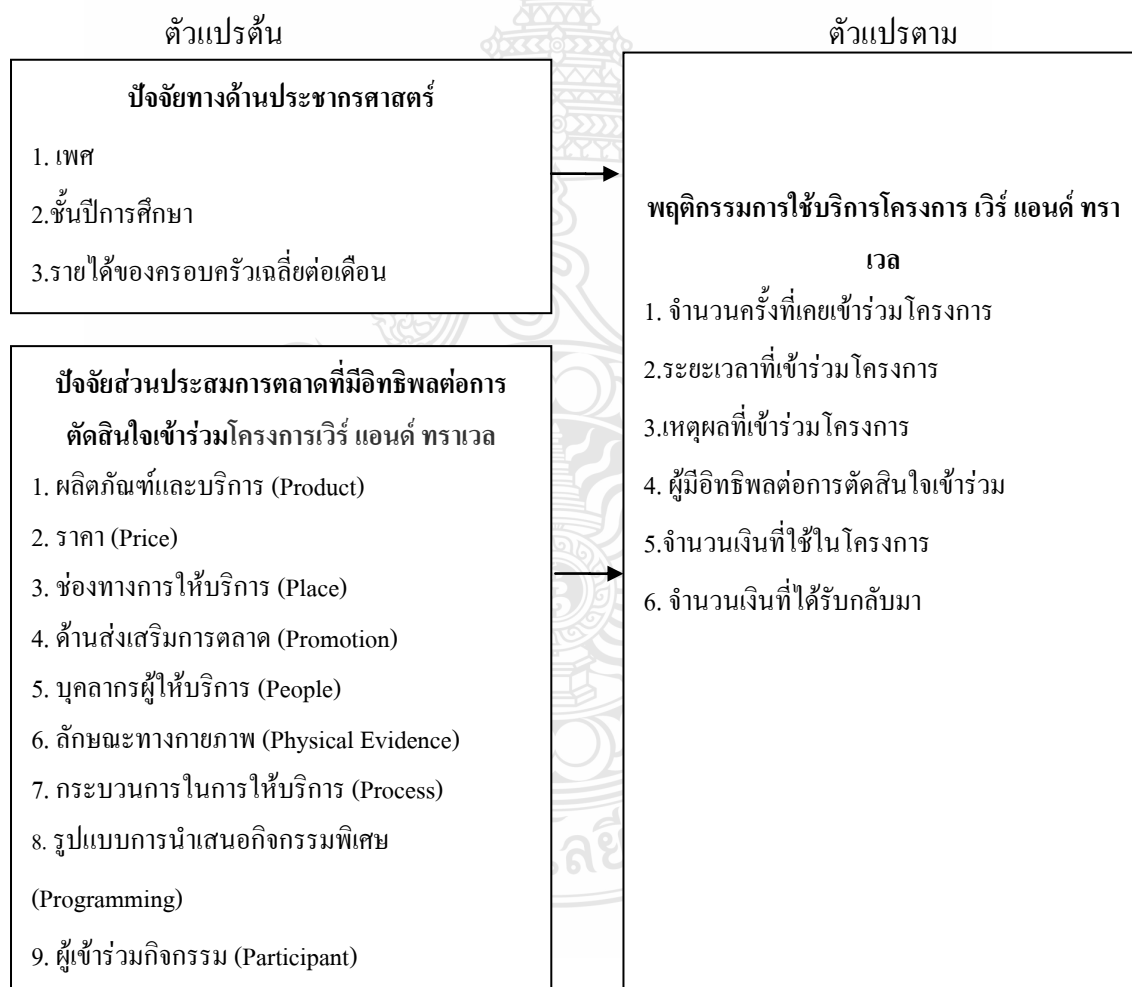 ตัวแปรต้น
ตัวแปรตาม
ปัจจัยทางด้านประชากรศาสตร์
1. เพศ
2.ชั้นปีการศึกษา
3.รายได้ของครอบครัวเฉลี่ยต่อเดือน
ปัจจัยส่วนประสมการตลาดที่มีอิทธิพลต่อการ
ตัดสินใจเข้าร่วมโครงการเวิร์ แอนด์ ทราเวล
1. ผลิตภัณฑ์และบริการ (Product)
2. ราคา (Price)
3. ช่องทางการให้บริการ (Place)
4. ด้านส่งเสริมการตลาด (Promotion)
5. บุคลากรผู้ให้บริการ (People)
6. ลักษณะทางกายภาพ (Physical Evidence)
7. กระบวนการในการให้บริการ (Process)
8. รูปแบบการนำเสนอกิจกรรมพิเศษ
(Programming)
9. ผู้เข้าร่วมกิจกรรม (Participant)
พฤติกรรมการใช้บริการโครงการ เวิร์ แอนด์ ทรา
เวล
1. จำนวนครั้งที่เคยเข้าร่วมโครงการ
2.ระยะเวลาที่เข้าร่วมโครงการ
3.เหตุผลที่เข้าร่วมโครงการ
4. ผู้มีอิทธิพลต่อการตัดสินใจเข้าร่วม
5.จำนวนเงินที่ใช้ในโครงการ
6. จำนวนเงินที่ได้รับกลับมา